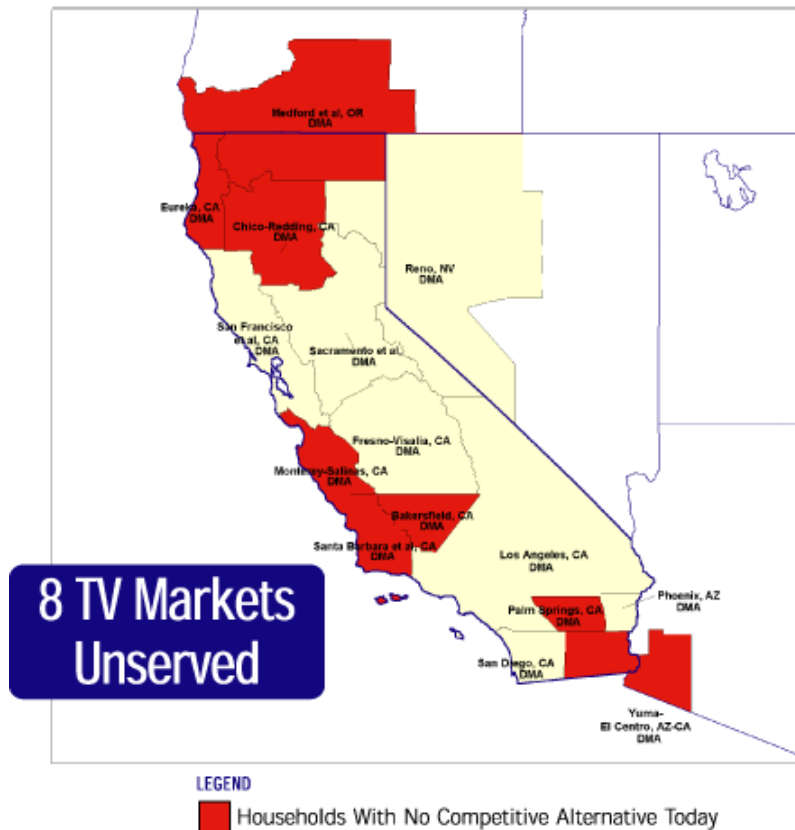 Medford et al, OR
DMA
Eureka, CA
DMA
Chico-Redding, CA
DMA
Reno, NV
DMA
San Francisco
et al, CA
DMA
Sacramento et al,
DMA
Fresno-Visalia, CA
DMA
Monterey-Salines, CA
DMA
Bakersfield, CA
DMA
Santa Barbara et al, CA
DMA
Los Angeles, CA
DMA
Phoenix, AZ
DMA
Palm Springs, CA
DMA
San Diego, CA
DMA
Yuma-
El Centro, AZ-CA
DMA
8 TV Markets
Unserved
LEGEND
Households With No Competitive Alternative Today